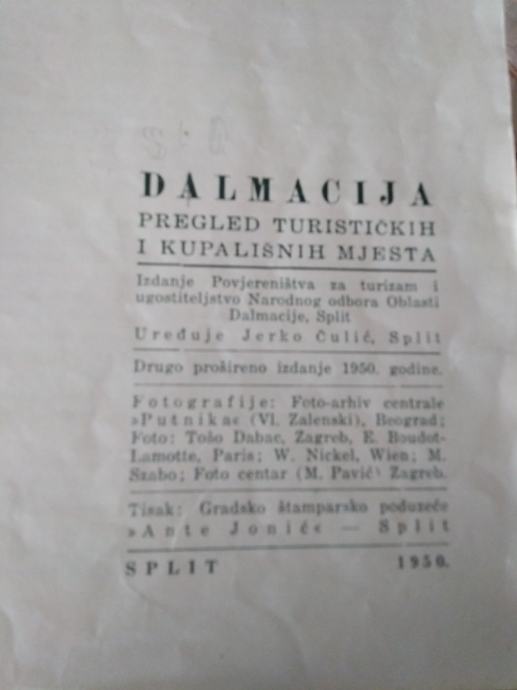 DALMACIJA
PREGLED TURISTIČKIH
I KUPALIŠNIH MJESTA
Izdanje Povjereništva za turizam i
ugostiteljstvo Narodnog odbora Oblasti
Dalmacije, Split
Uređuje Jerko Čulić, Split
Drugo prošireno izdanje 1950. godine.
Fotografije: Foto-arhiv centrale
»Putnika« (Vl. Zalenski), Beograd;
Foto: Tošo Dabac, Zagreb, E. Boudot-
Lamotte, Paris; W. Nickel, Wien; M.
Szabo; Foto centar (M. Pavić) Zagreb.
Tisak: Gradsko štamparsko poduzeće
»Ante Jonić« — Split
SPLIT 1950.